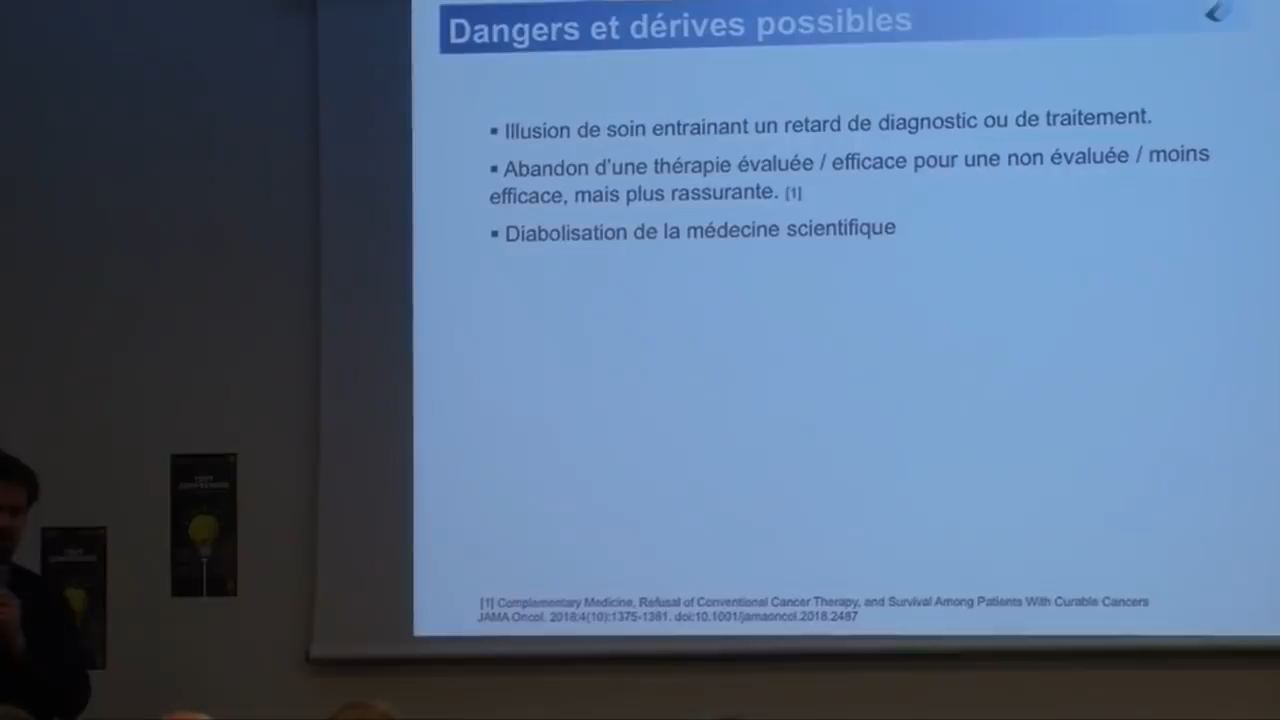 Dangers et dérives possibles
▪ Illusion de soin entrainant un retard de diagnostic ou de traitement.
▪ Abandon d'une thérapie évaluée / efficace pour une non évaluée / moins
efficace, mais plus rassurante. [1]
▪ Diabolisation de la médecine scientifique
[1] Complementary Medicine, Refusal of Conventional Cancer Therapy, and Survival Among Patients With Curable Cancers
JAMA Oncol. 2018;4(10):1375-1381. doi:10.1001/jamaoncol.2018.2487